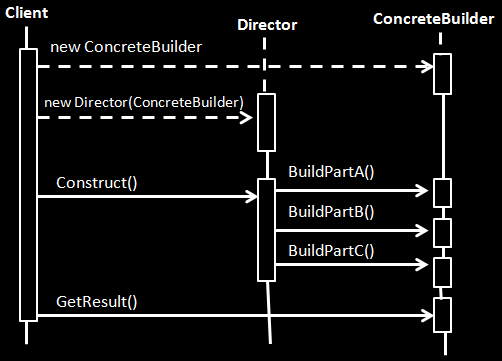 Client
Director
ConcreteBuilder
new ConcreteBuilder
new Director(ConcreteBuilder)
Construct()
BuildPartA()
BuildPartB()
BuildPartC()
GetResult()